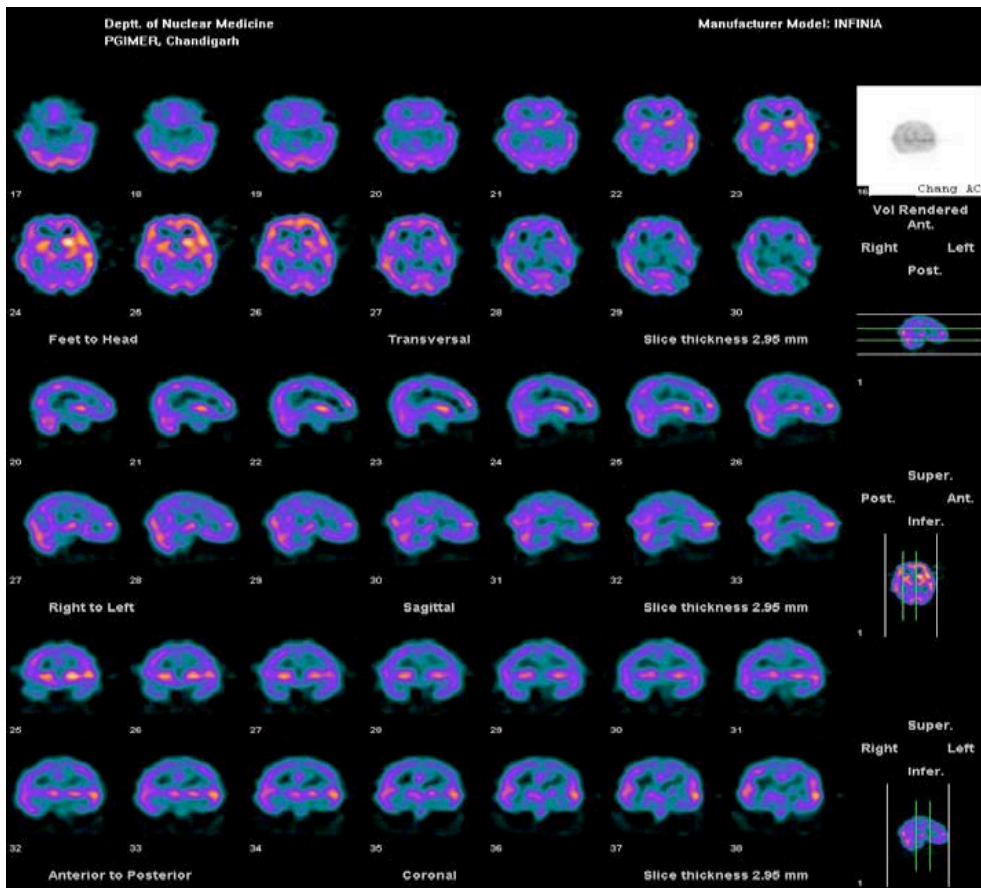 Deptt. of Nuclear Medicine
PGIMER, Chandigarh
Manufacturer Model: INFINIA
17 18 19 20 21 22 23
16 Chang AC
Vol Rendered
Ant.
Right Left
Post.
24 25 26 27 28 29 30
Feet to Head Transversal Slice thickness 2.95 mm
1
20 21 22 23 24 25 26
Super.
Post. Ant.
Infer.
27 28 29 30 31 32 33
Right to Left Sagittal Slice thickness 2.95 mm
1
25 26 27 28 29 30 31
Super.
Right Left
Infer.
32 33 34 35 36 37 38
Anterior to Posterior Coronal Slice thickness 2.95 mm
1